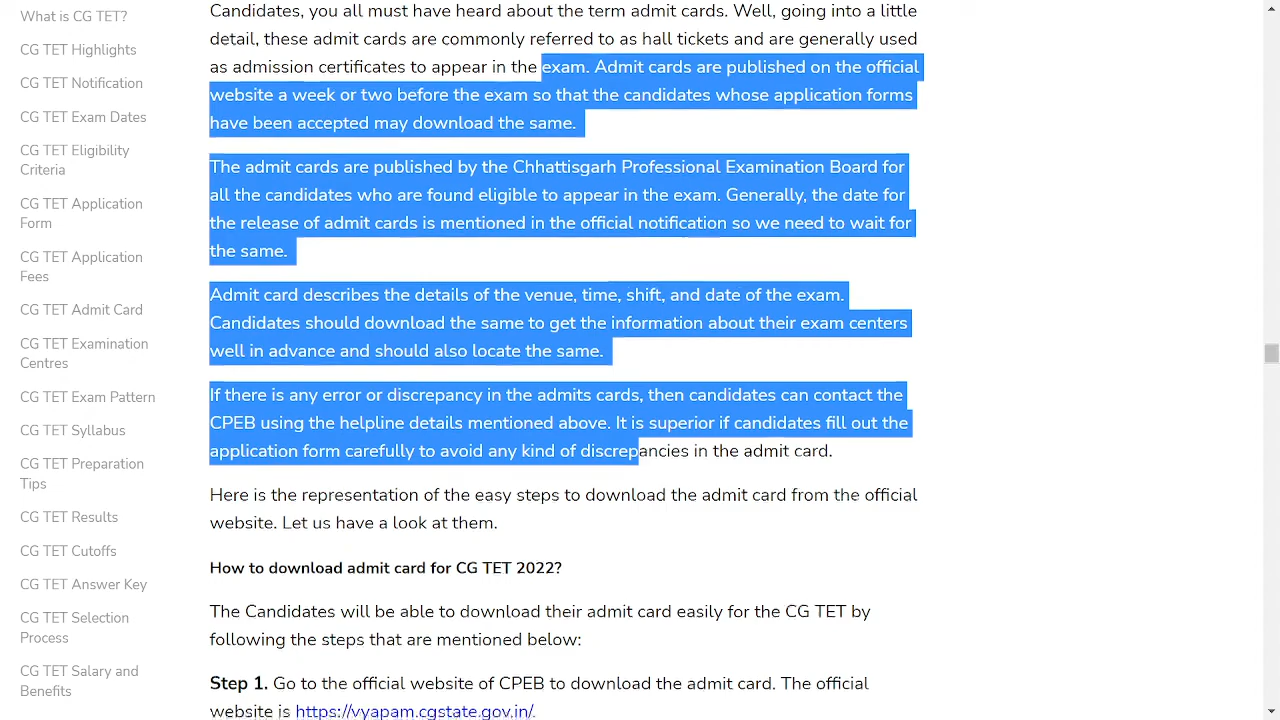 What is CG TET?
CG TET Highlights
CG TET Notification
CG TET Exam Dates
CG TET Eligibility
Criteria
CG TET Application
Form
CG TET Application
Fees
CG TET Admit Card
CG TET Examination
Centres
CG TET Exam Pattern
CG TET Syllabus
CG TET Preparation
Tips
CG TET Results
CG TET Cutoffs
CG TET Answer Key
CG TET Selection
Process
CG TET Salary and
Benefits
Candidates, you all must have heard about the term admit cards. Well, going into a little
detail, these admit cards are commonly referred to as hall tickets and are generally used
as admission certificates to appear in the exam. Admit cards are published on the official
website a week or two before the exam so that the candidates whose application forms
have been accepted may download the same.
The admit cards are published by the Chhattisgarh Professional Examination Board for
all the candidates who are found eligible to appear in the exam. Generally, the date for
the release of admit cards is mentioned in the official notification so we need to wait for
the same.
Admit card describes the details of the venue, time, shift, and date of the exam.
Candidates should download the same to get the information about their exam centers
well in advance and should also locate the same.
If there is any error or discrepancy in the admits cards, then candidates can contact the
CPEB using the helpline details mentioned above. It is superior if candidates fill out the
application form carefully to avoid any kind of discrepancies in the admit card.
Here is the representation of the easy steps to download the admit card from the official
website. Let us have a look at them.
How to download admit card for CG TET 2022?
The Candidates will be able to download their admit card easily for the CG TET by
following the steps that are mentioned below:
Step 1. Go to the official website of CPEB to download the admit card. The official
website is https://vyapam.cgstate.gov.in/.